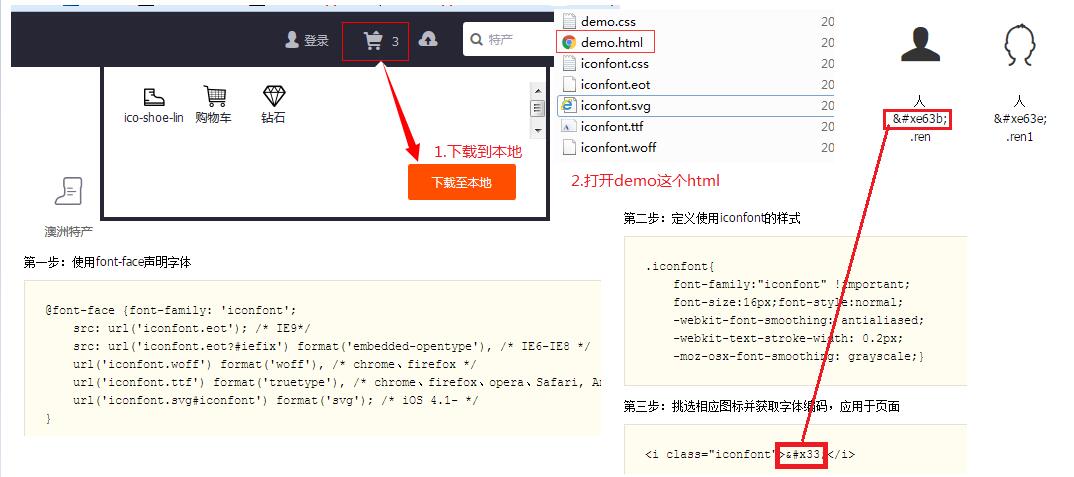 登录
3
特产
ico-shoe-lin
购物车
钻石
1.下载到本地
下载至本地
澳洲特产
demo.css 20
demo.html 20
iconfont.css 20
iconfont.eot 20
iconfont.svg 20
iconfont.ttf 20
iconfont.woff 20
2.打开demo这个html
人
&#xe63b;
.ren
人
&#xe63e;
.ren1
第一步：使用font-face声明字体
@font-face {font-family: 'iconfont';
src: url('iconfont.eot'); /* IE9*/
src: url('iconfont.eot?#iefix') format('embedded-opentype'), /* IE6-IE8 */
url('iconfont.woff') format('woff'), /* chrome、firefox */
url('iconfont.ttf') format('truetype'), /* chrome、firefox、opera、Safari, An
url('iconfont.svg#iconfont') format('svg'); /* iOS 4.1- */
}
第二步：定义使用iconfont的样式
.iconfont{
font-family:"iconfont" !important;
font-size:16px;font-style:normal;
-webkit-font-smoothing: antialiased;
-webkit-text-stroke-width: 0.2px;
-moz-osx-font-smoothing: grayscale;}
第三步：挑选相应图标并获取字体编码，应用于页面
<i class="iconfont">&#x33;</i>